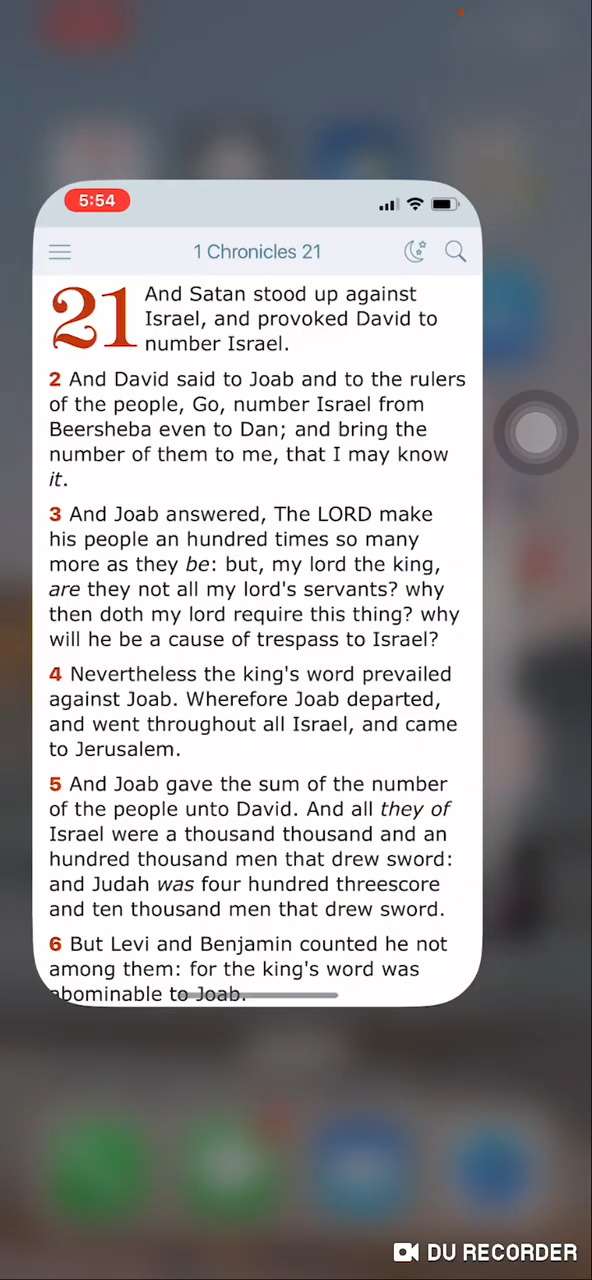 5:54
1 Chronicles 21
21 And Satan stood up against
Israel, and provoked David to
number Israel.
2 And David said to Joab and to the rulers
of the people, Go, number Israel from
Beersheba even to Dan; and bring the
number of them to me, that I may know
it.
3 And Joab answered, The LORD make
his people an hundred times so many
more as they be: but, my lord the king,
are they not all my lord's servants? why
then doth my lord require this thing? why
will he be a cause of trespass to Israel?
4 Nevertheless the king's word prevailed
against Joab. Wherefore Joab departed,
and went throughout all Israel, and came
to Jerusalem.
5 And Joab gave the sum of the number
of the people unto David. And all they of
Israel were a thousand thousand and an
hundred thousand men that drew sword:
and Judah was four hundred threescore
and ten thousand men that drew sword.
6 But Levi and Benjamin counted he not
among them: for the king's word was
abominable to Joab.
DU RECORDER